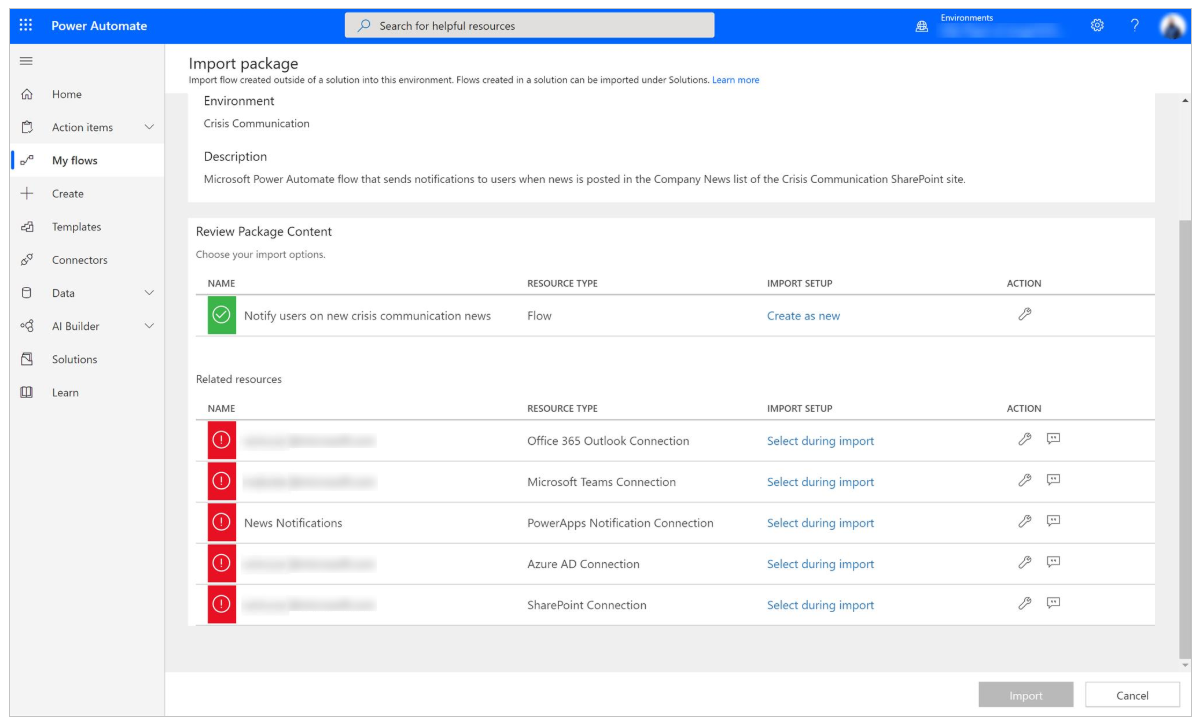 Power Automate
Search for helpful resources
Environments
?
Import package
Import flow created outside of a solution into this environment. Flows created in a solution can be imported under Solutions. Learn more
Home
Action items
My flows
Create
Templates
Connectors
Data
AI Builder
Solutions
Learn
Environment
Crisis Communication
Description
Microsoft Power Automate flow that sends notifications to users when news is posted in the Company News list of the Crisis Communication SharePoint site.
Review Package Content
Choose your import options.
NAME RESOURCE TYPE IMPORT SETUP ACTION
Notify users on new crisis communication news Flow Create as new
Related resources
NAME RESOURCE TYPE IMPORT SETUP ACTION
Office 365 Outlook Connection Select during import
Microsoft Teams Connection Select during import
News Notifications PowerApps Notification Connection Select during import
Azure AD Connection Select during import
SharePoint Connection Select during import
Import Cancel